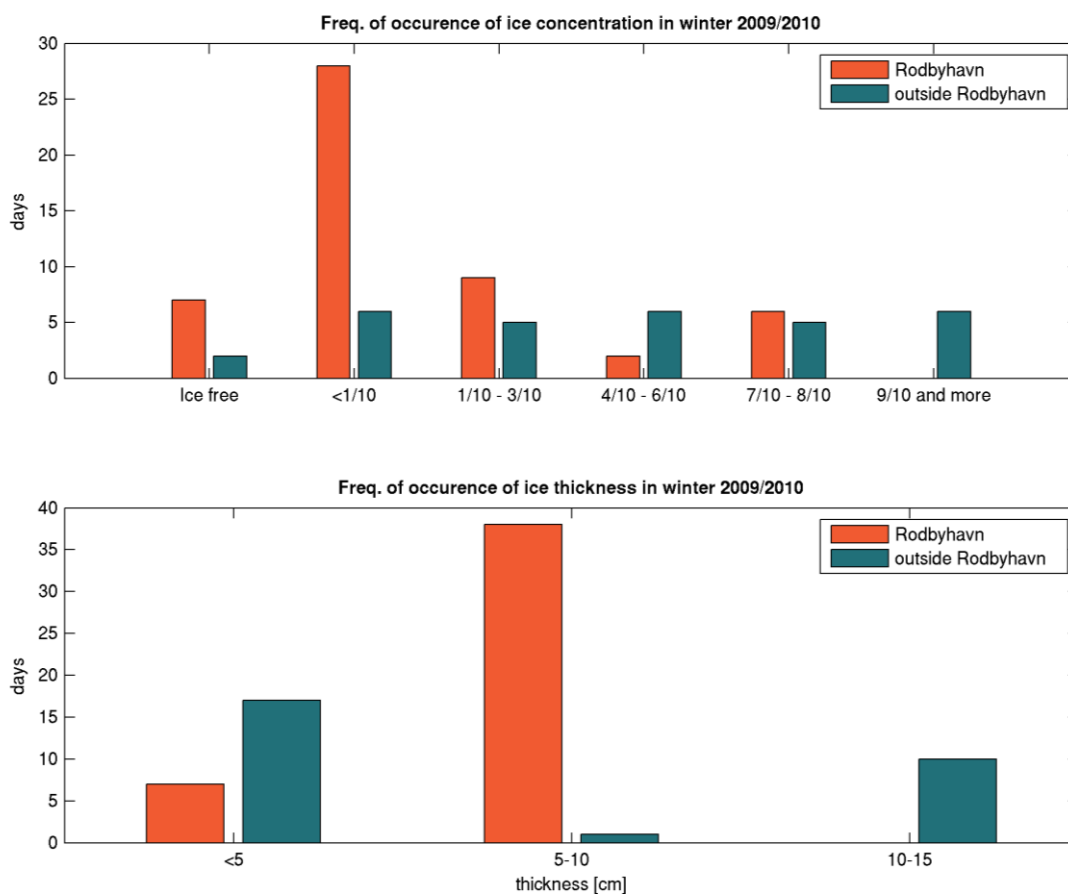 Freq. of occurence of ice concentration in winter 2009/2010
30
25
20
15
10
5
0
days
Rodbyhavn
outside Rodbyhavn
Ice free <1/10 1/10 - 3/10 4/10 - 6/10 7/10 - 8/10 9/10 and more
Freq. of occurence of ice thickness in winter 2009/2010
40
35
30
25
20
15
10
5
0
days
Rodbyhavn
outside Rodbyhavn
<5 5-10 10-15
thickness [cm]